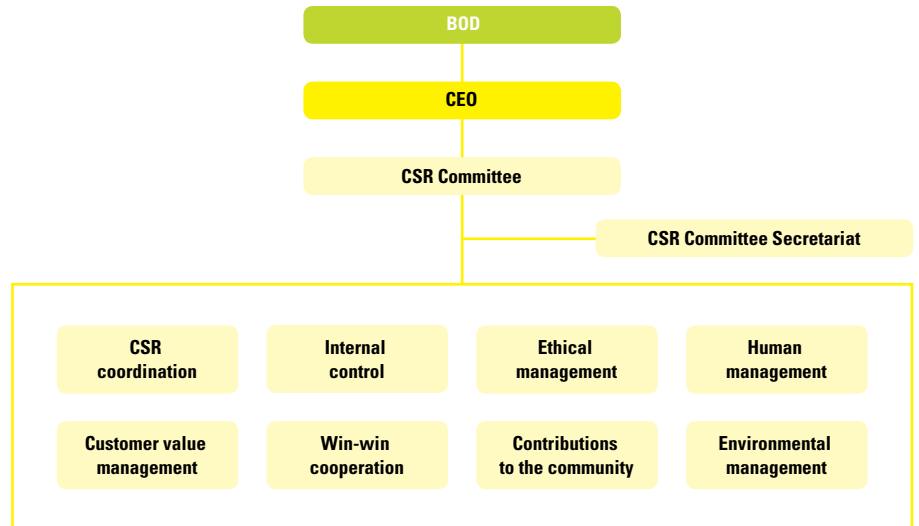 BOD
CEO
CSR Committee
CSR Committee Secretariat
CSR
coordination
Internal
control
Ethical
management
Human
management
Customer value
management
Win-win
cooperation
Contributions
to the community
Environmental
management